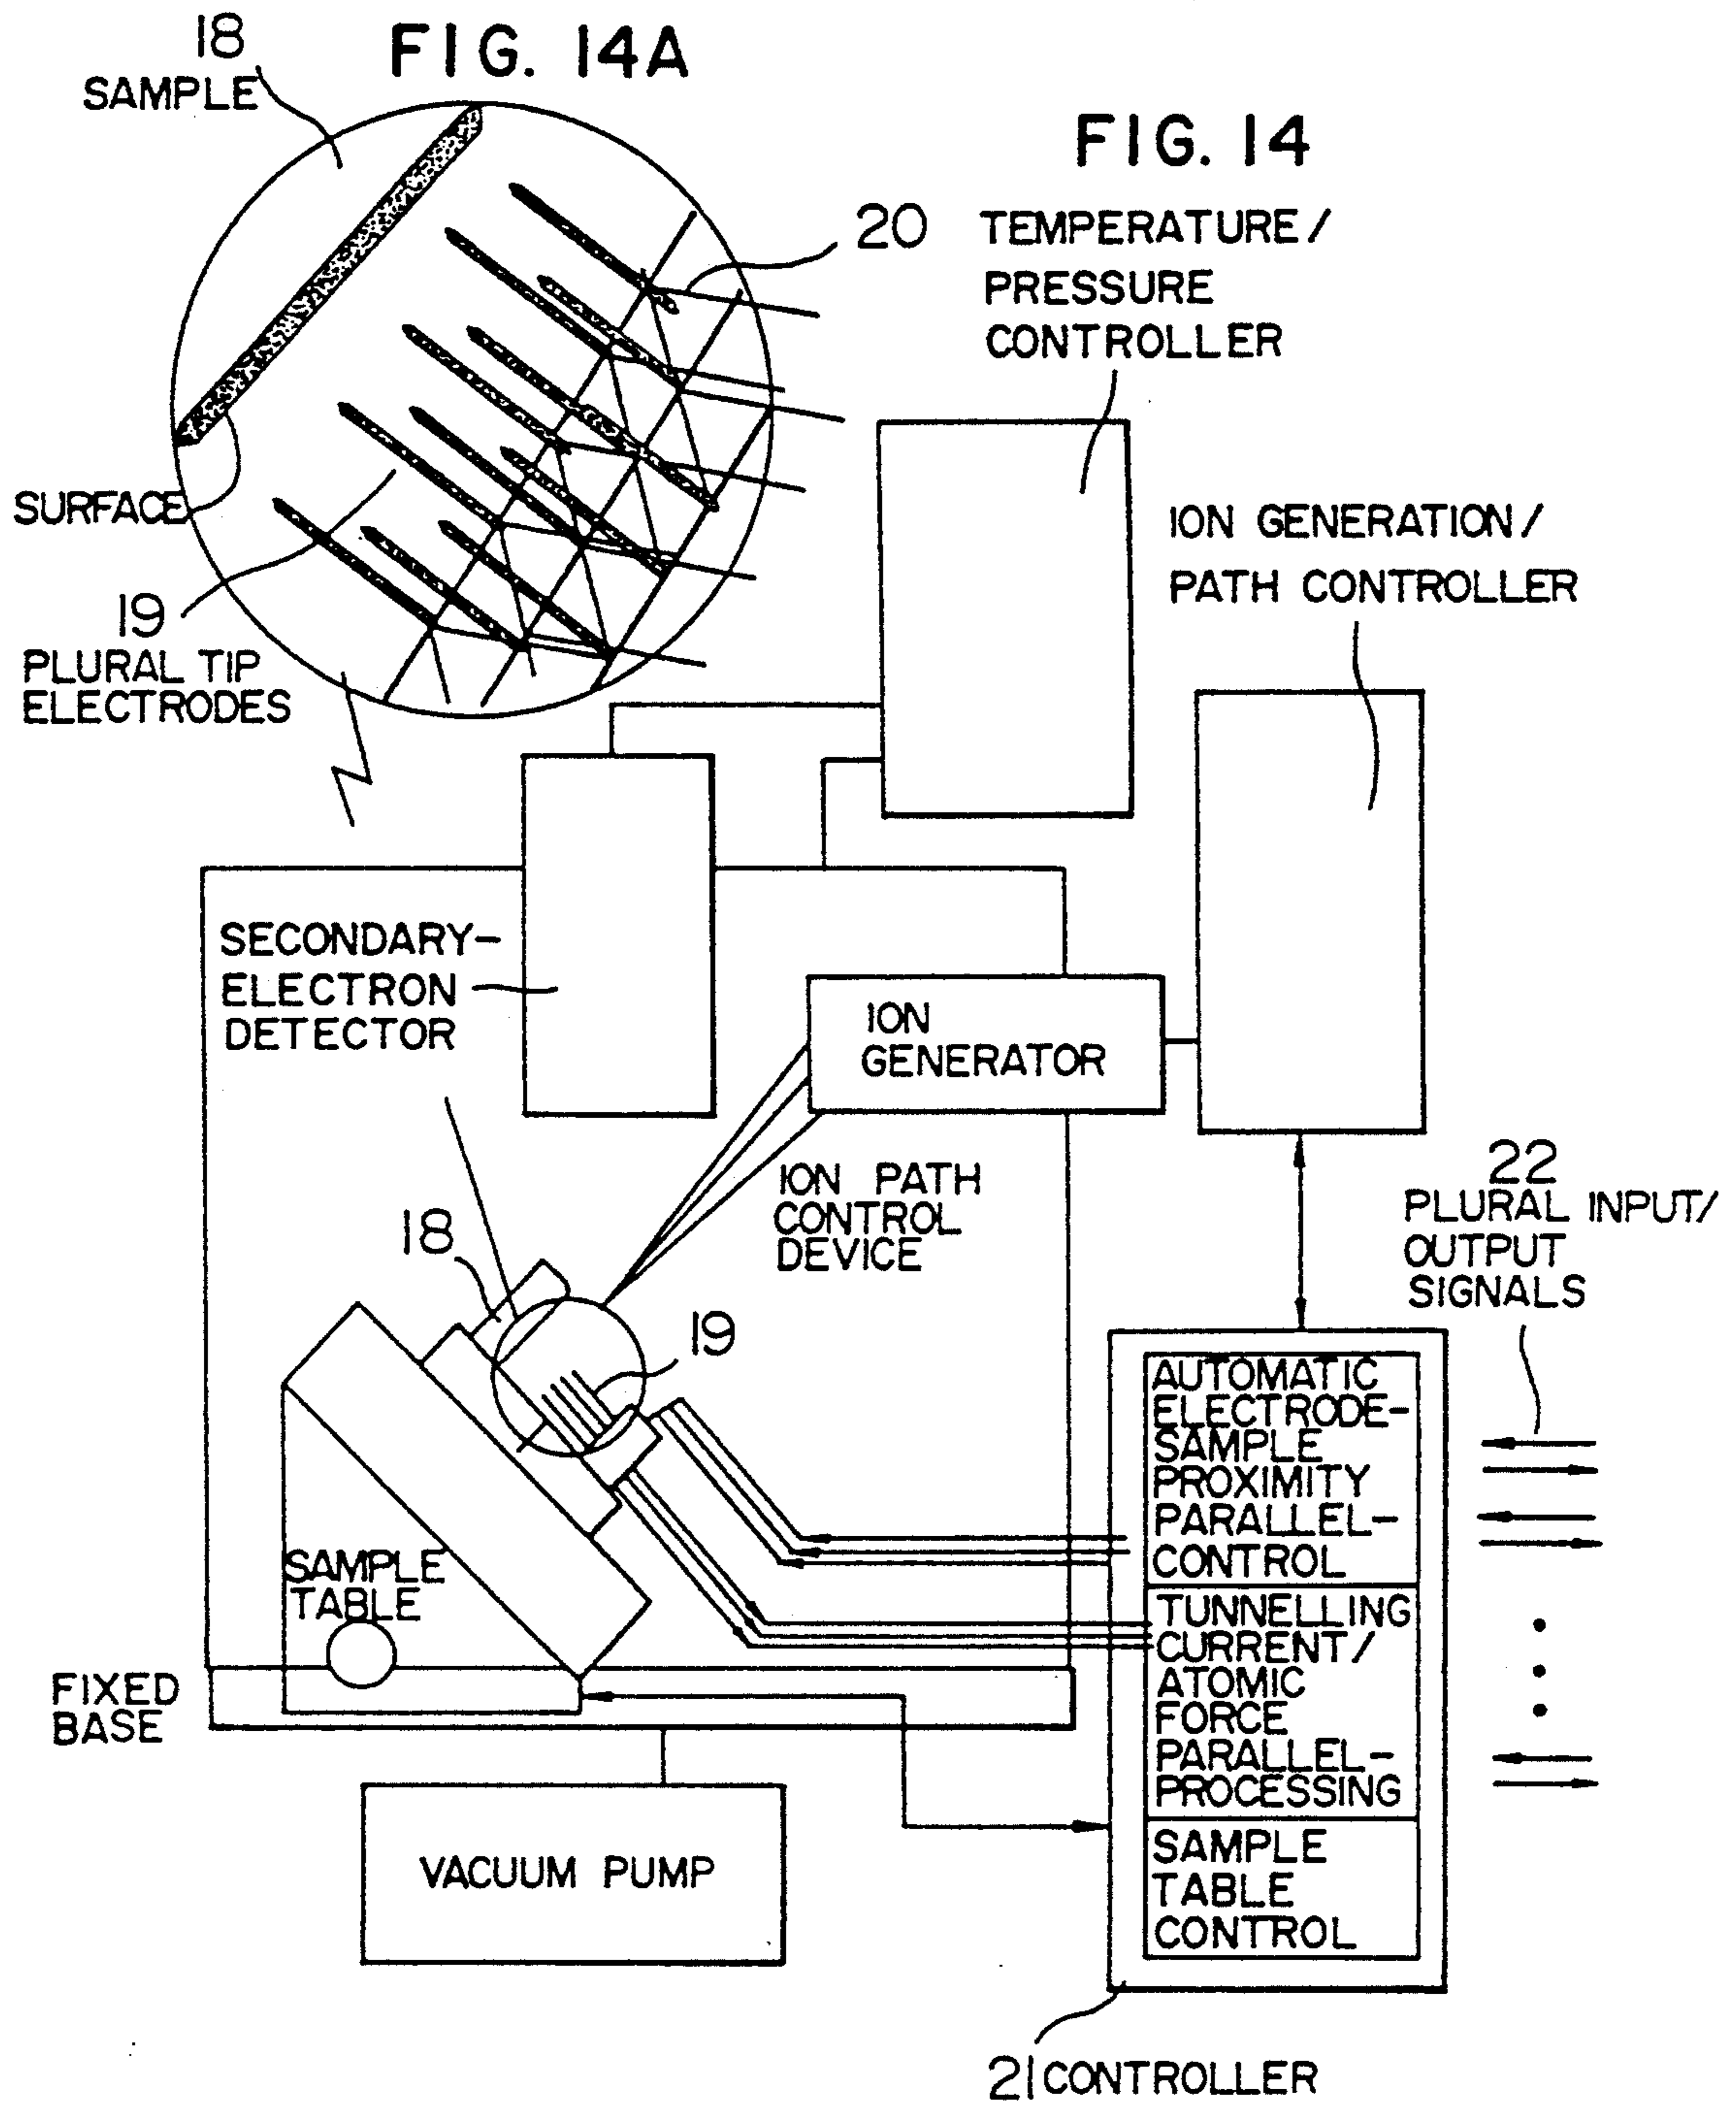 FIG. 14A
18
SAMPLE
FIG. 14
20
TEMPERATURE/
PRESSURE
CONTROLLER
SURFACE
ION GENERATION/
PATH CONTROLLER
19
PLURAL TIP
ELECTRODES
SECONDARY-
ELECTRON
DETECTOR
ION
GENERATOR
ION PATH
CONTROL
DEVICE
22
PLURAL INPUT/
OUTPUT
SIGNALS
18
19
AUTOMATIC
ELECTRODE-
SAMPLE
PROXIMITY
PARALLEL-
CONTROL
SAMPLE
TABLE
TUNNELLING
CURRENT/
ATOMIC
FORCE
PARALLEL-
PROCESSING
FIXED
BASE
SAMPLE
TABLE
CONTROL
VACUUM PUMP
21 CONTROLLER